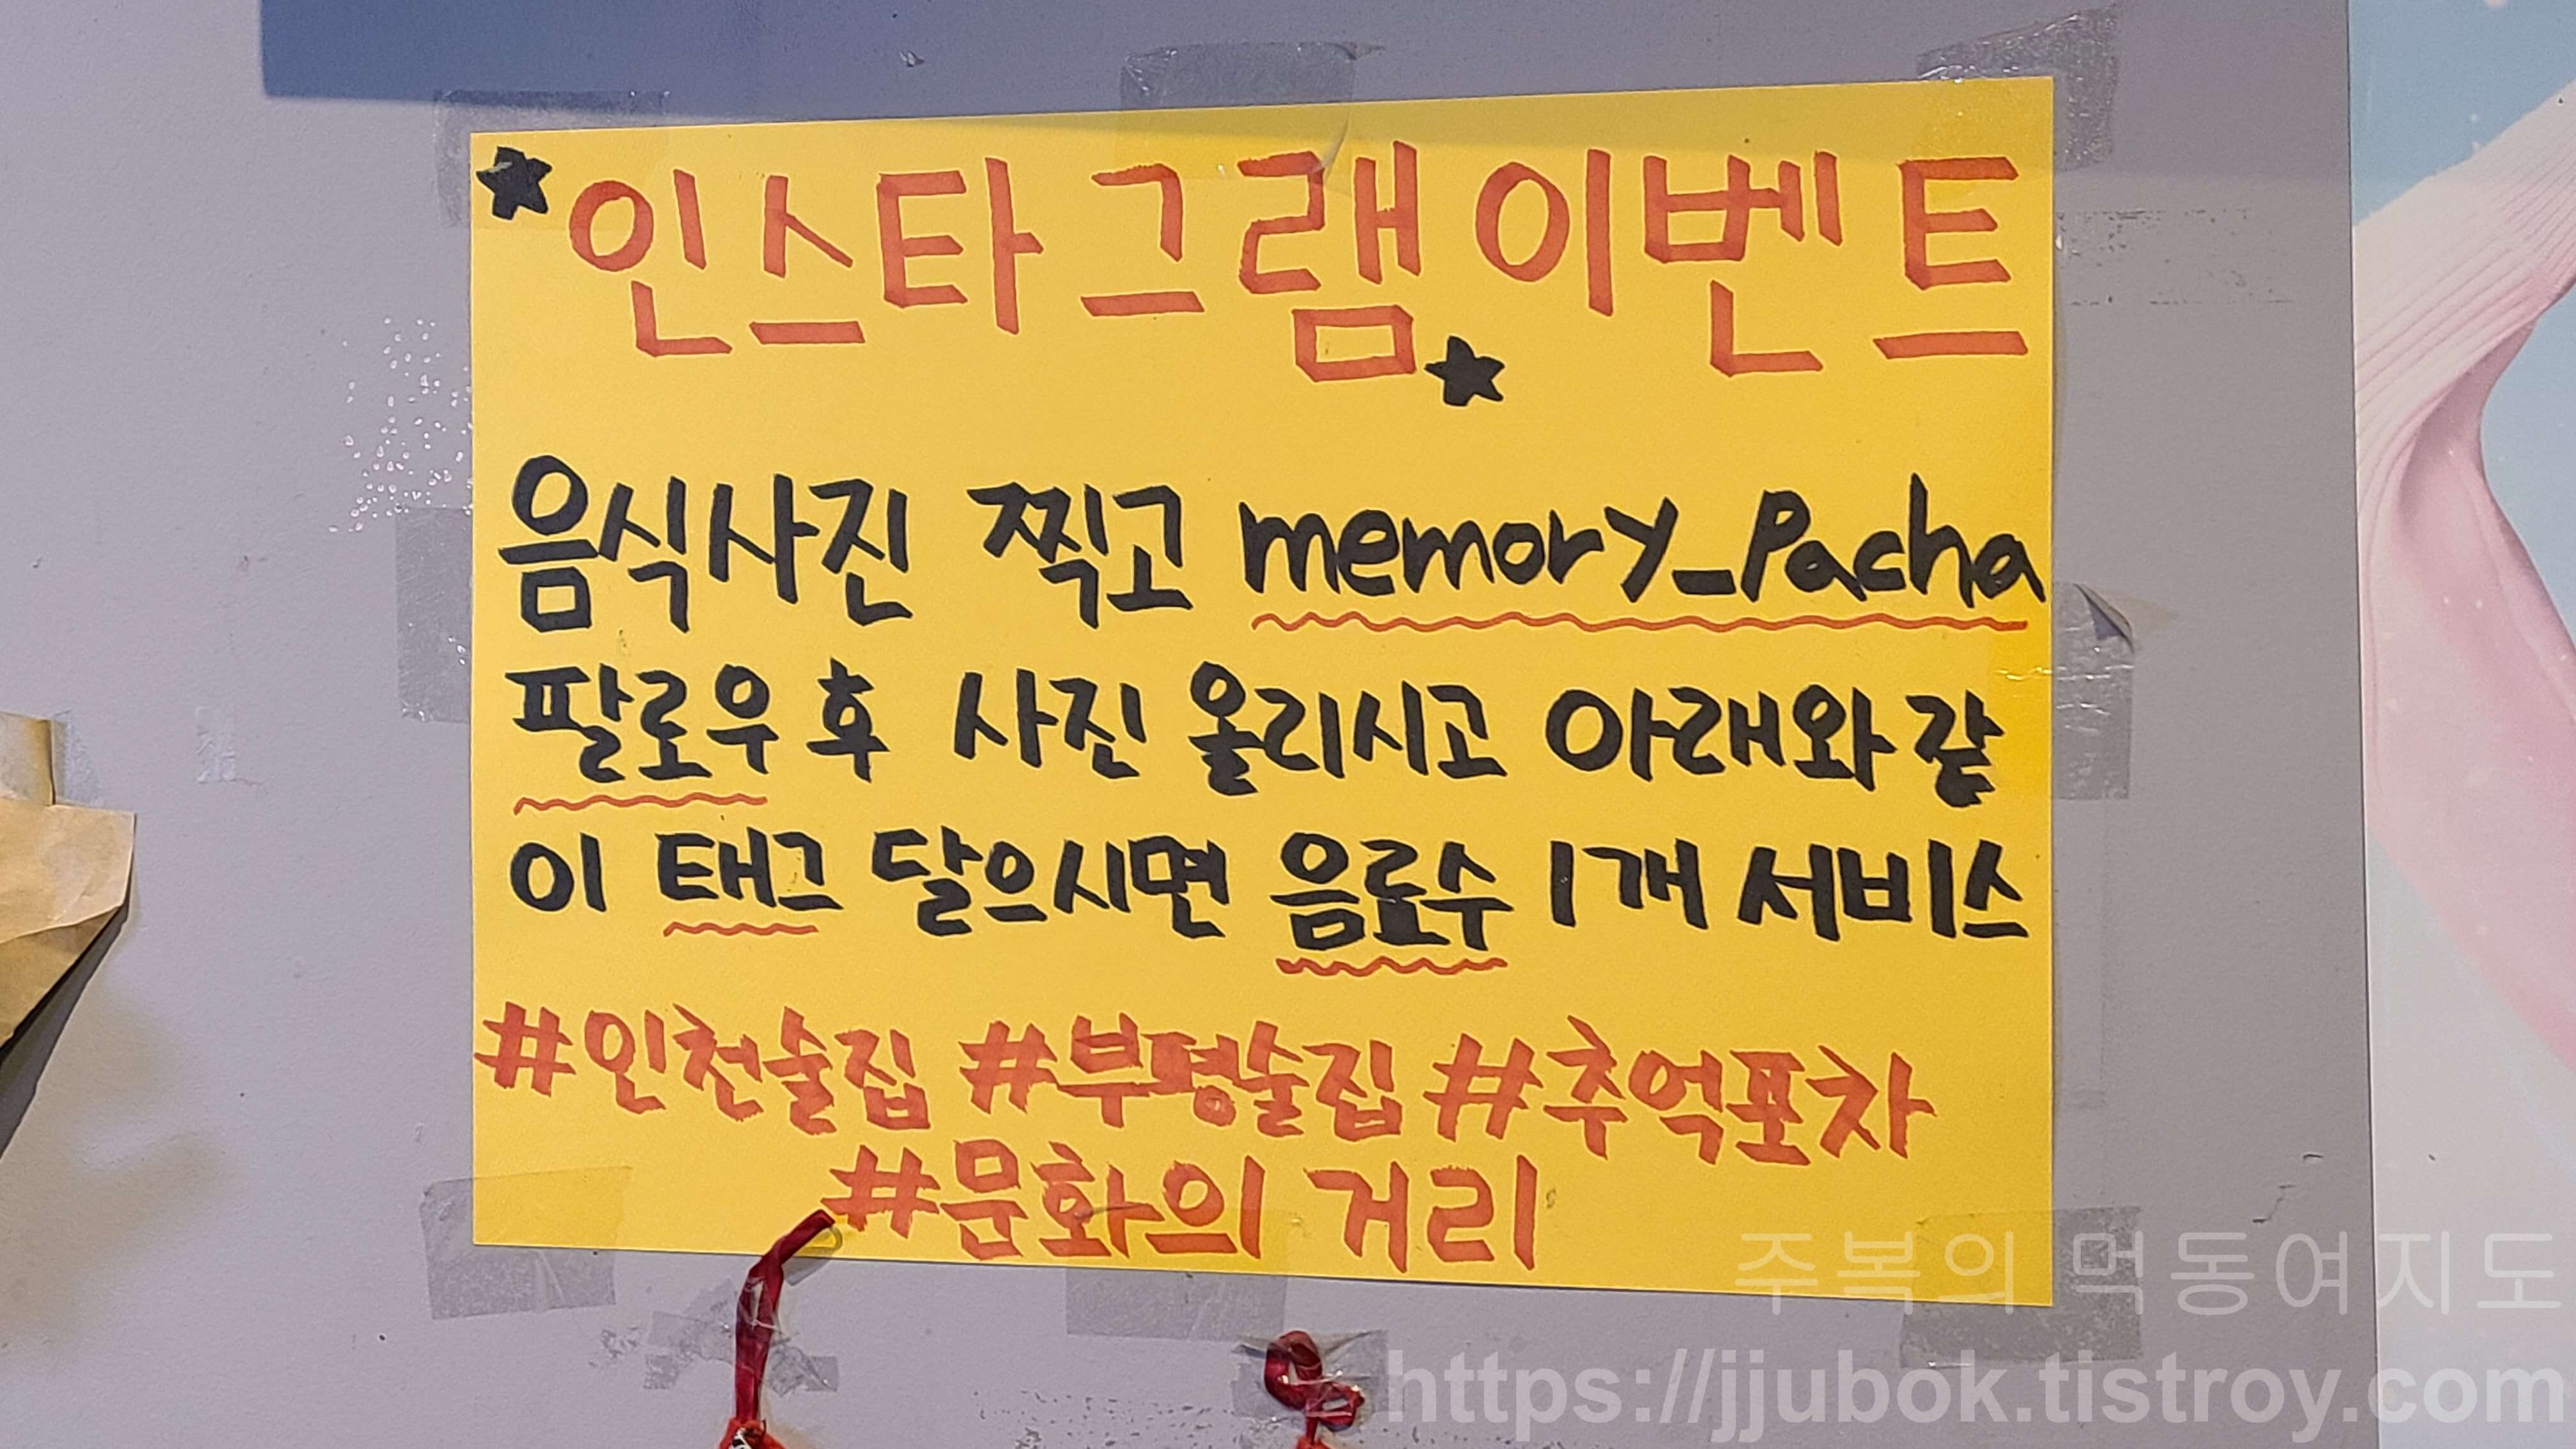 인스타그램 이벤트
음식사진 찍고 memory_Pacha
팔로우 후 사진 올리시고 아래와 같
이 태그 달으시면 음료수 1개 서비스
#인천술집 #부평술집 #추억포차
#문화의 거리
주복의 먹동여지도
https://jjubok.tistroy.com